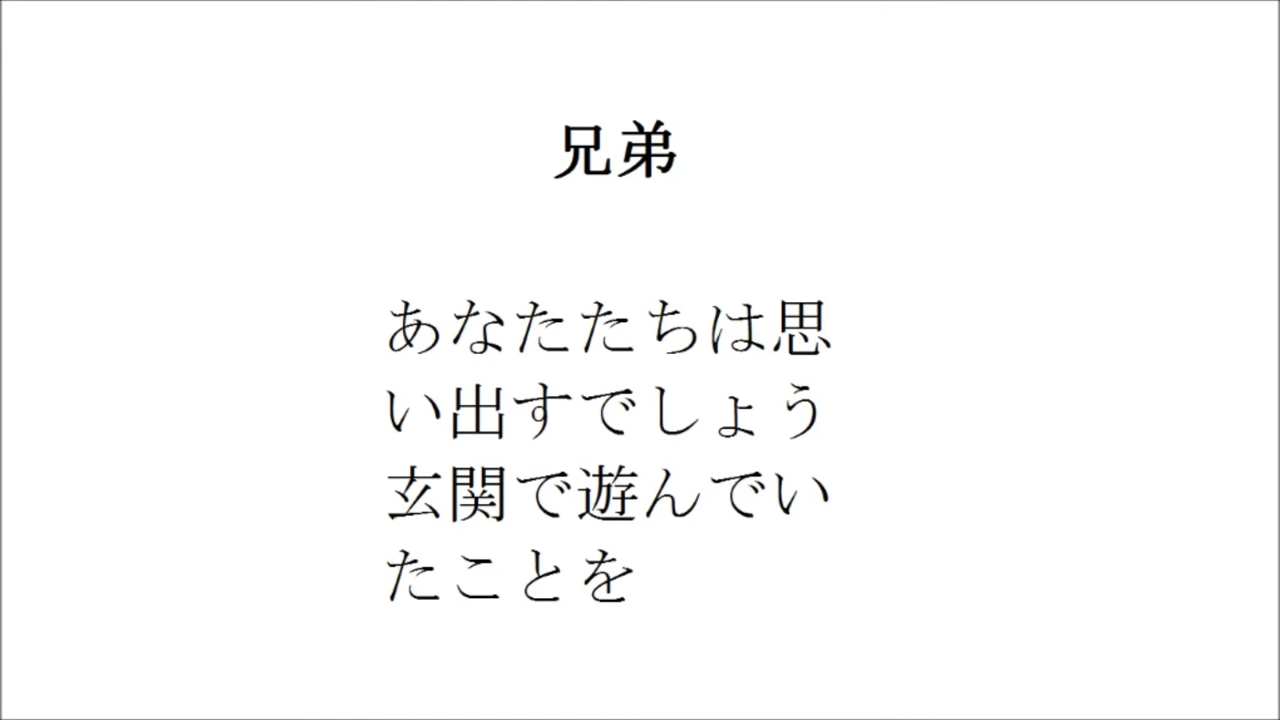 兄弟
あなたたちは思
い出すでしょう
玄関で遊んでい
たことを